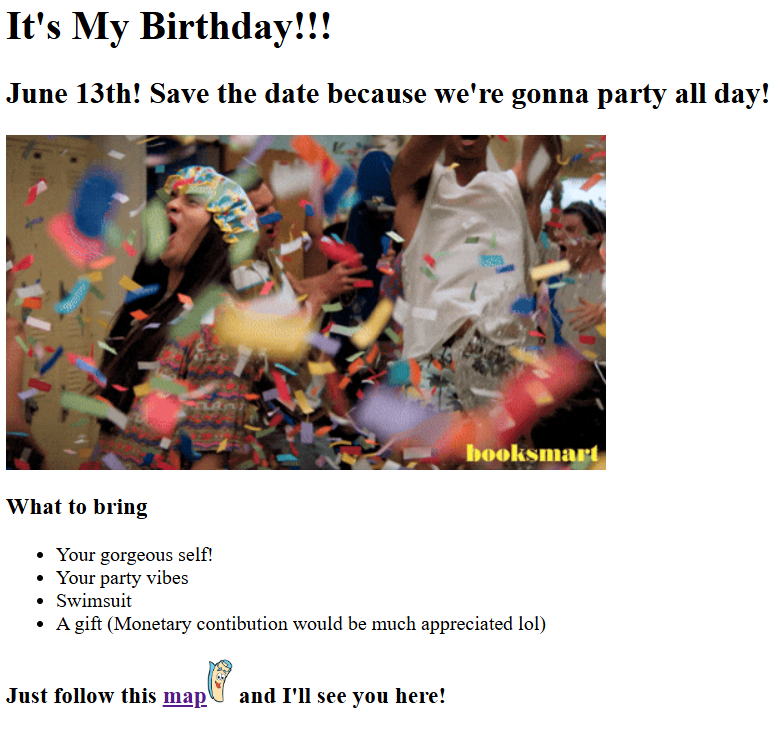 It's My Birthday!!!
June 13th! Save the date because we're gonna party all day!
booksmart
What to bring
Your gorgeous self!
Your party vibes
Swimsuit
A gift (Monetary contibution would be much appreciated lol)
Just follow this map and I'll see you here!